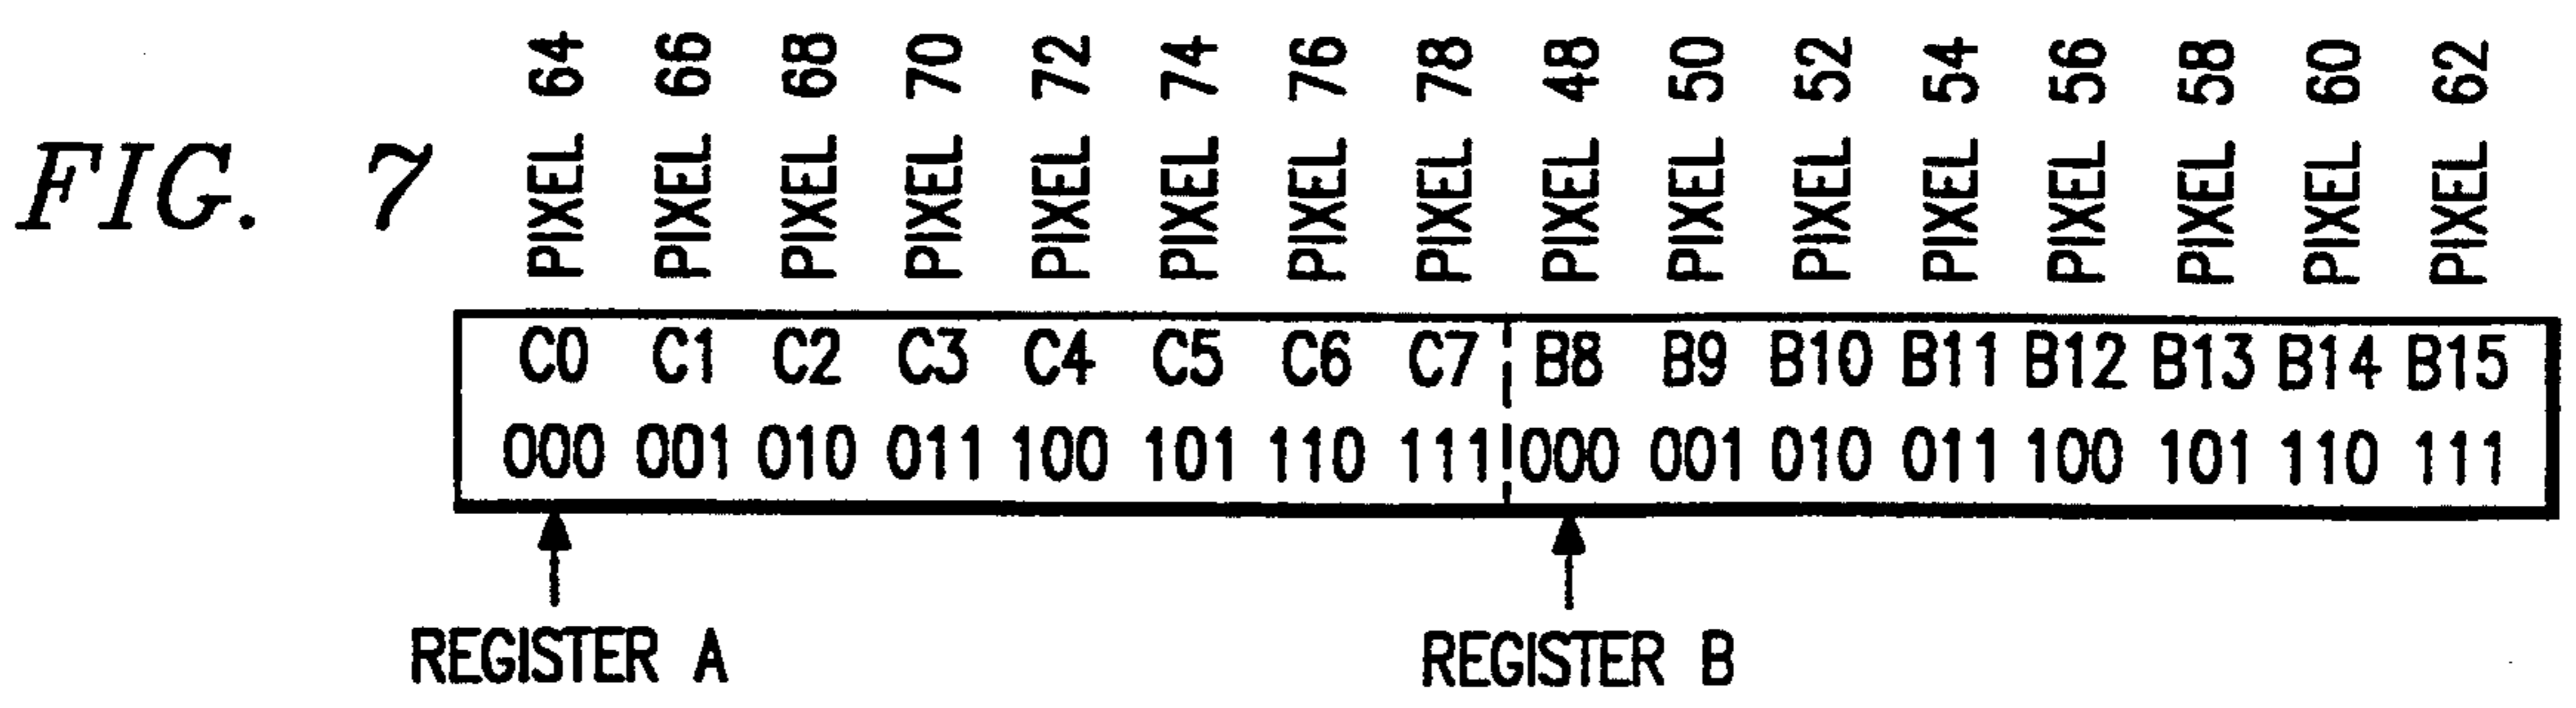 FIG. 7
PIXEL 64
PIXEL 66
PIXEL 68
PIXEL 70
PIXEL 72
PIXEL 74
PIXEL 76
PIXEL 78
PIXEL 48
PIXEL 50
PIXEL 52
PIXEL 54
PIXEL 56
PIXEL 58
PIXEL 60
PIXEL 62
C0 C1 C2 C3 C4 C5 C6 C7 B8 B9 B10 B11 B12 B13 B14 B15
000 001 010 011 100 101 110 111 000 001 010 011 100 101 110 111
REGISTER A REGISTER B